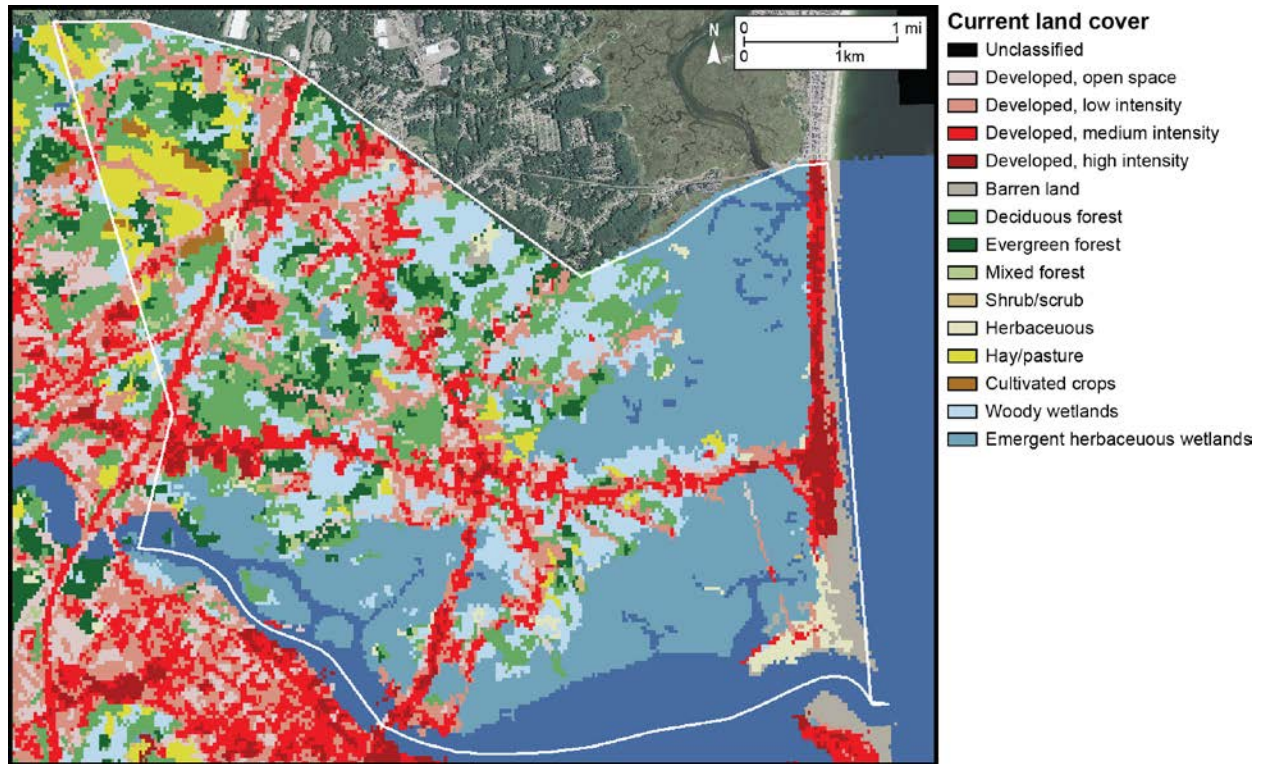 N
0 1 mi
0 1km
Current land cover
Unclassified
Developed, open space
Developed, low intensity
Developed, medium intensity
Developed, high intensity
Barren land
Deciduous forest
Evergreen forest
Mixed forest
Shrub/scrub
Herbaceuous
Hay/pasture
Cultivated crops
Woody wetlands
Emergent herbaceuous wetlands